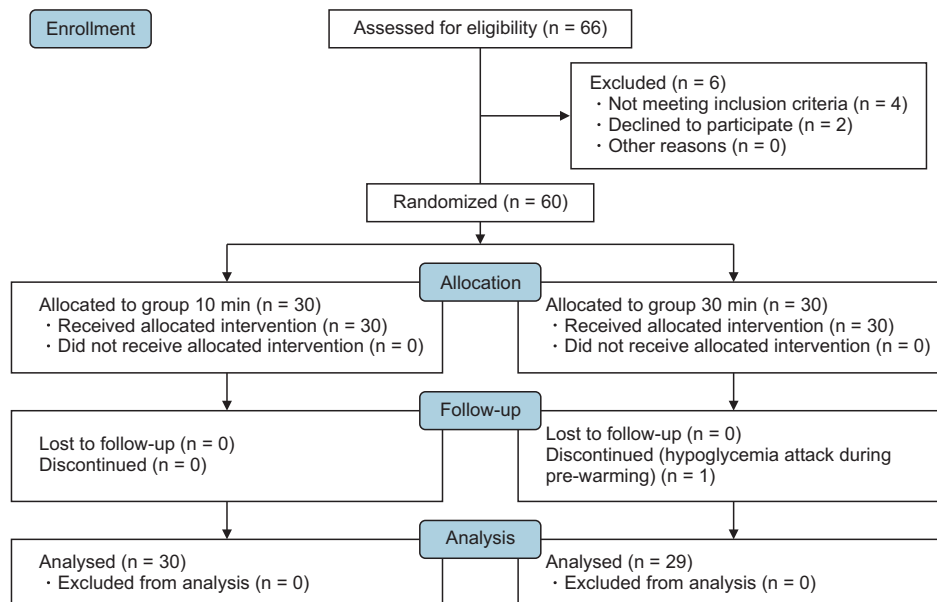 Enrollment
Assessed for eligibility (n = 66)
Excluded (n = 6)
· Not meeting inclusion criteria (n = 4)
· Declined to participate (n = 2)
· Other reasons (n = 0)
Randomized (n = 60)
Allocation
Allocated to group 10 min (n = 30)
· Received allocated intervention (n = 30)
· Did not receive allocated intervention (n = 0)
Allocated to group 30 min (n = 30)
· Received allocated intervention (n = 30)
· Did not receive allocated intervention (n = 0)
Follow-up
Lost to follow-up (n = 0)
Discontinued (n = 0)
Lost to follow-up (n = 0)
Discontinued (hypoglycemia attack during
pre-warming) (n = 1)
Analysis
Analysed (n = 30)
· Excluded from analysis (n = 0)
Analysed (n = 29)
· Excluded from analysis (n = 0)